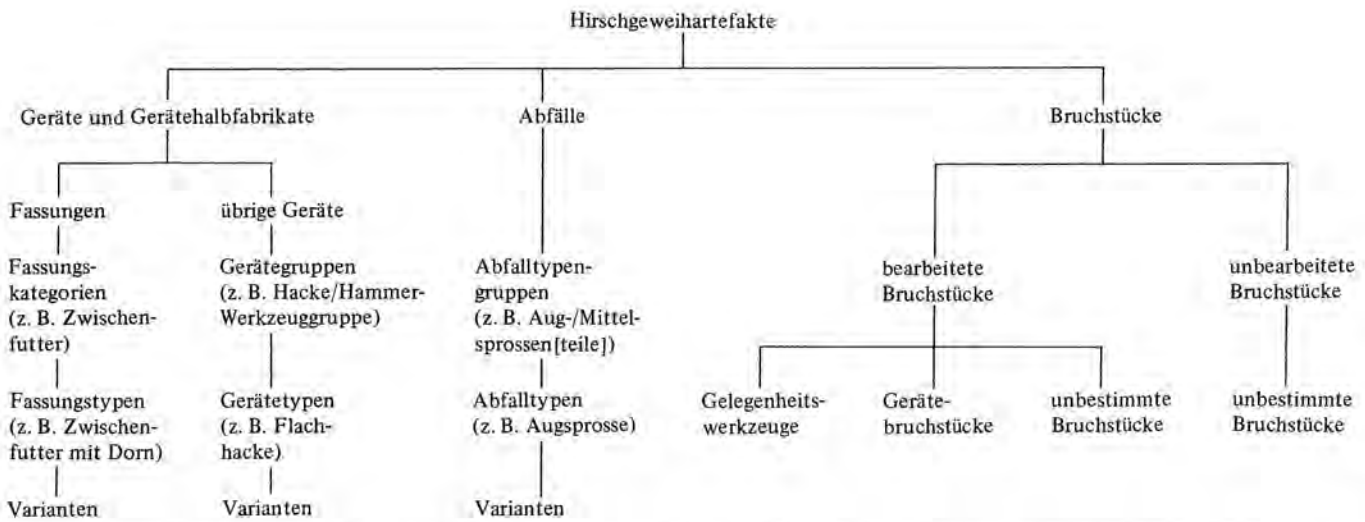 Hirschgeweihartefakte
Geräte und Gerätehalbfabrikate
Abfälle
Bruchstücke
Fassungen
übrige Geräte
Fassungs-
kategorien
(z. B. Zwischen-
futter)
Gerätegruppen
(z. B. Hacke/Hammer-
Werkzeuggruppe)
Abfalltypen-
gruppen
(z. B. Aug-/Mittel-
sprossen[teile])
bearbeitete
Bruchstücke
unbearbeitete
Bruchstücke
Fassungstypen
(z. B. Zwischen-
futter mit Dorn)
Gerätetypen
(z. B. Flach-
hacke)
Abfalltypen
(z. B. Augsprosse)
Gelegenheits-
werkzeuge
Geräte-
bruchstücke
unbestimmte
Bruchstücke
unbestimmte
Bruchstücke
Varianten
Varianten
Varianten